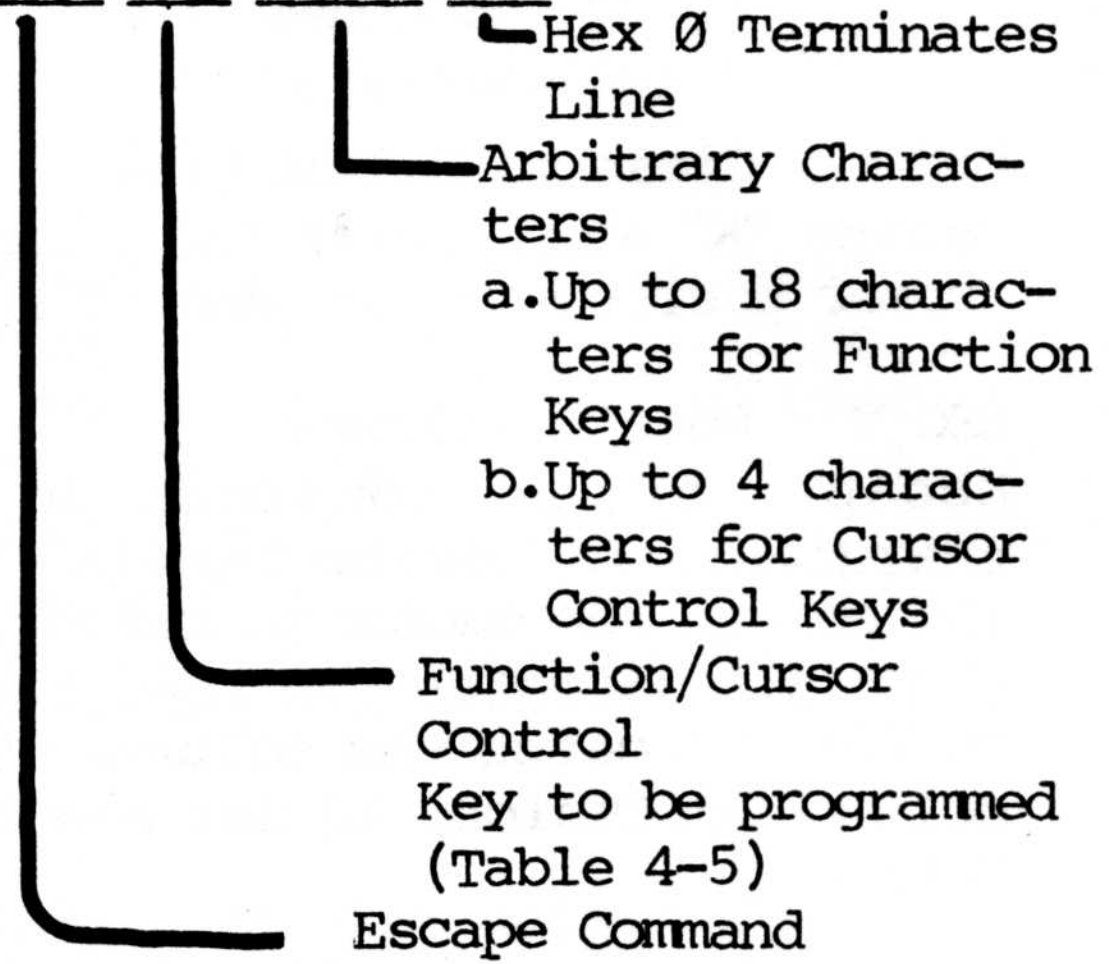 Hex Ø Terminates
Line
Arbitrary Charac-
ters
a.Up to 18 charac-
ters for Function
Keys
b.Up to 4 charac-
ters for Cursor
Control Keys
Function/Cursor
Control
Key to be programmed
(Table 4-5)
Escape Command